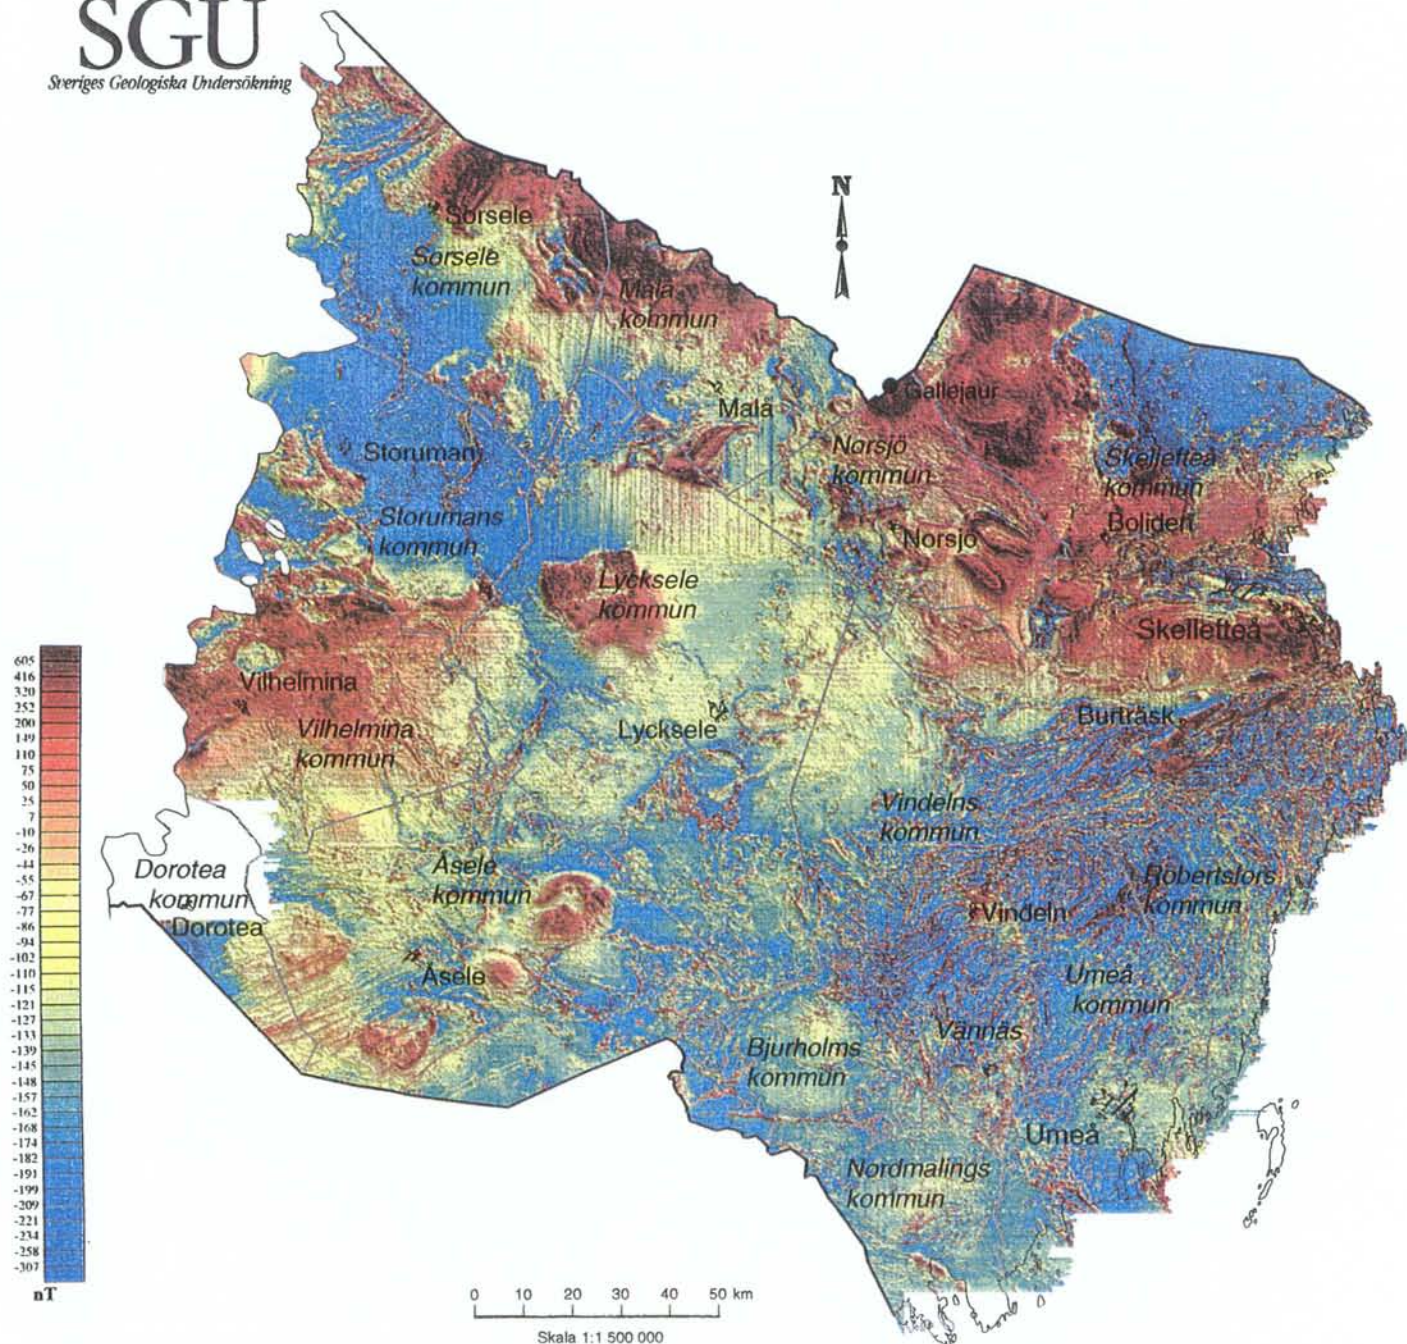 SGU
Sveriges Geologiska Undersökning
N
Sorsele
Sorsele
kommun
Malå
kommun
Gallejaur
Malå
Norsjö
kommun
Skellefteå
kommun
Storuman
Boliden
Storumans
kommun
Norsjö
Lycksele
kommun
Skellefteå
Vilhelmina
Vilhelmina
kommun
Lycksele
Burträsk
Vindelns
kommun
Dorotea
kommun
Dorotea
Åsele
kommun
Robertsfors
kommun
Vindeln
Åsele
Umeå
kommun
Vännäs
Bjurholms
kommun
Umeå
Nordmalings
kommun
605
416
320
252
200
149
110
75
50
25
7
-10
-26
-44
-55
-67
-77
-86
-94
-102
-110
-115
-121
-127
-133
-139
-145
-148
-157
-162
-168
-174
-182
-191
-199
-209
-221
-234
-258
-307
nT
0 10 20 30 40 50 km
Skala 1:1 500 000